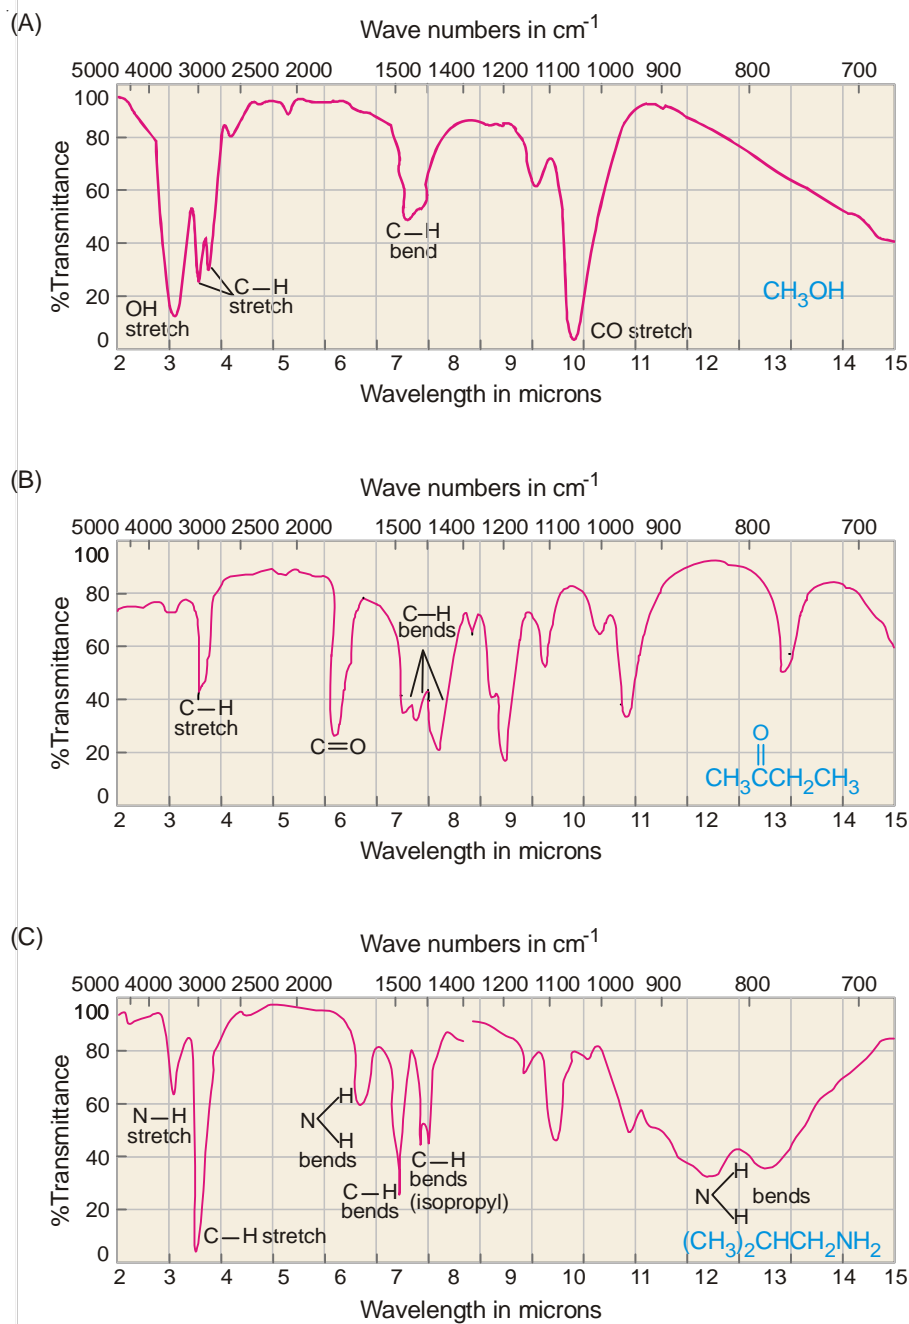 (A)
Wave numbers in cm⁻¹
5000 4000 3000 2500 2000 1500 1400 1200 1100 1000 900 800 700
%Transmittance
100
80
60
40
20
0
C—H
bend
C—H
stretch
OH
stretch
CO stretch
CH₃OH
2 3 4 5 6 7 8 9 10 12 13 14 15
Wavelength in microns
(B)
Wave numbers in cm⁻¹
5000 4000 3000 2500 2000 1500 1400 1200 1100 1000 900 800 700
%Transmittance
100
80
60
40
20
0
C—H
bends
C—H
stretch
C=O
O
CH₃CCH₂CH₃
2 3 4 5 6 7 8 9 10 12 13 15
Wavelength in microns
(C)
Wave numbers in cm⁻¹
5000 4000 3000 2500 2000 1500 1400 1200 1100 1000 900 800 700
%Transmittance
100
80
60
40
20
0
N—H
stretch
H
N
H
bends
C—H stretch
C—H
bends
C—H
bends
(isopropyl)
H
N bends
H
(CH₃)₂CHCH₂NH₂
2 3 4 5 6 7 8 9 10 12 13 14 15
Wavelength in microns